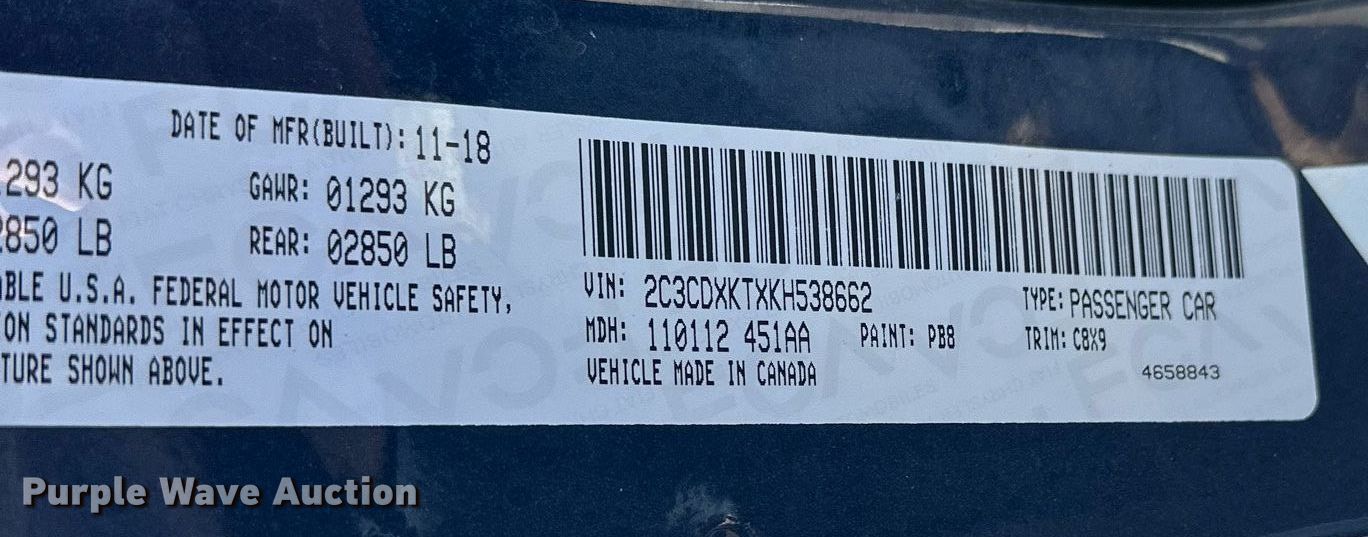 DATE OF MFR(BUILT): 11-18
293 KG GAWR: 01293 KG
850 LB REAR: 02850 LB
BLE U.S.A. FEDERAL MOTOR VEHICLE SAFETY,
ON STANDARDS IN EFFECT ON
TURE SHOWN ABOVE.
VIN: 2C3CDXKTXKH538662 TYPE: PASSENGER CAR
MDH: 110112 451AA PAINT: PB8 TRIM: C8X9
VEHICLE MADE IN CANADA 4658843
Purple Wave Auction